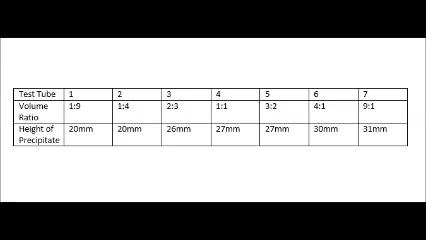 Test Tube 1 2 3 4 5 6 7
Volume Ratio 1:9 1:4 2:3 1:1 3:2 4:1 9:1
Height of Precipitate 20mm 20mm 26mm 27mm 27mm 30mm 31mm